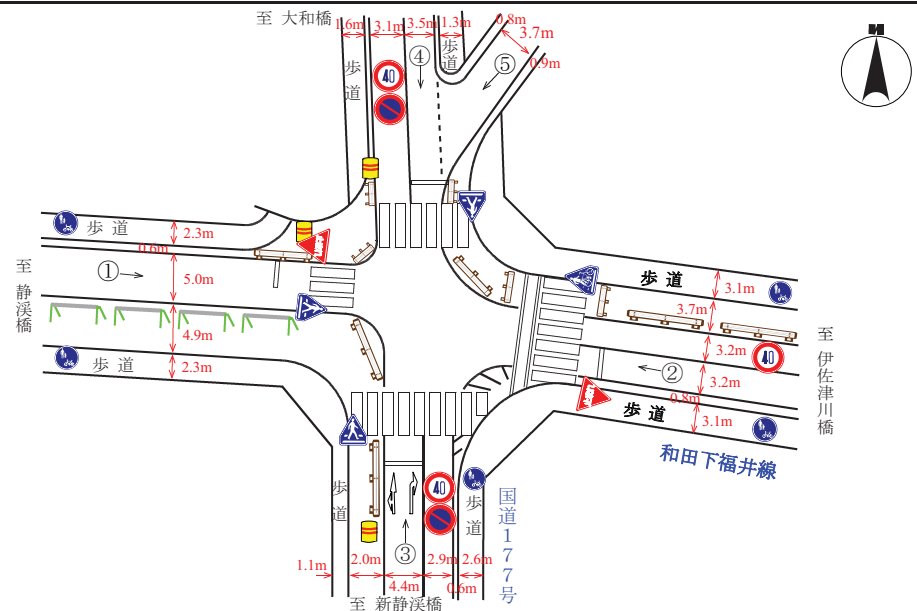 至 大和橋
1.6m
3.1m
3.5m
1.3m
0.8m
3.7m
0.9m
歩道
40
④
歩道
⑤
歩道
2.3m
0.6m
①
5.0m
至 静渓橋
4.9m
歩道
2.3m
歩道
3.1m
3.7m
至 伊佐津川橋
3.2m
40
②
3.2m
0.8m
歩道
3.1m
和田下福井線
歩道
40
歩道
国道177号
③
1.1m
2.0m
4.4m
2.9m
0.6m
2.6m
至 新静渓橋